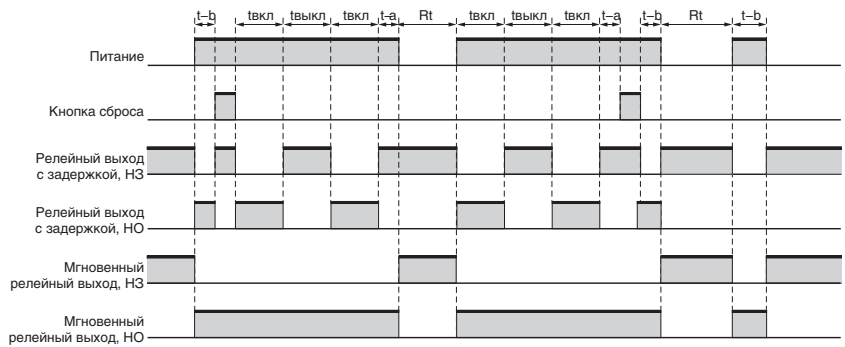 t–b tвкл tвыкл tвкл t–a Rt tвкл tвыкл tвкл t–a t–b Rt t–b
Питание
Кнопка сброса
Релейный выход
с задержкой, НЗ
Релейный выход
с задержкой, НО
Мгновенный
релейный выход, НЗ
Мгновенный
релейный выход, НО